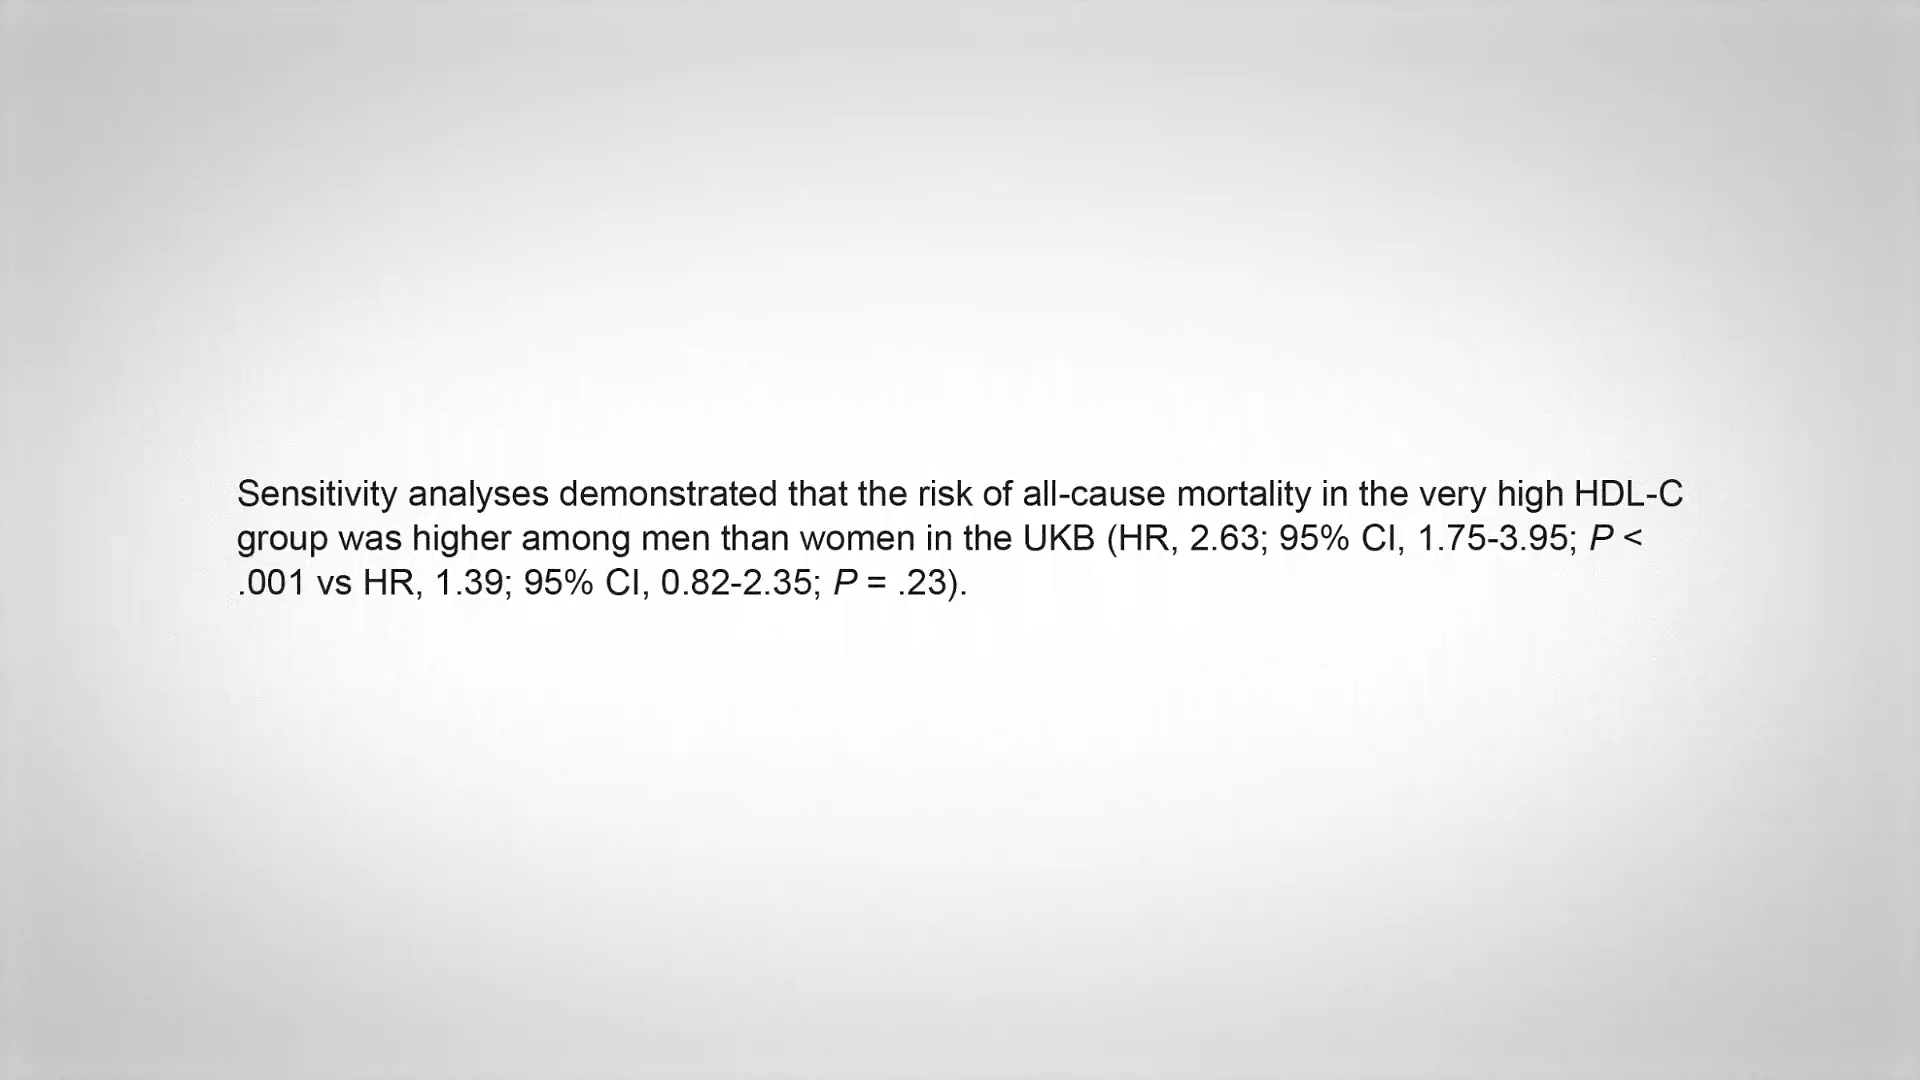 Sensitivity analyses demonstrated that the risk of all-cause mortality in the very high HDL-C
group was higher among men than women in the UKB (HR, 2.63; 95% CI, 1.75-3.95; P <
.001 vs HR, 1.39; 95% CI, 0.82-2.35; P = .23).